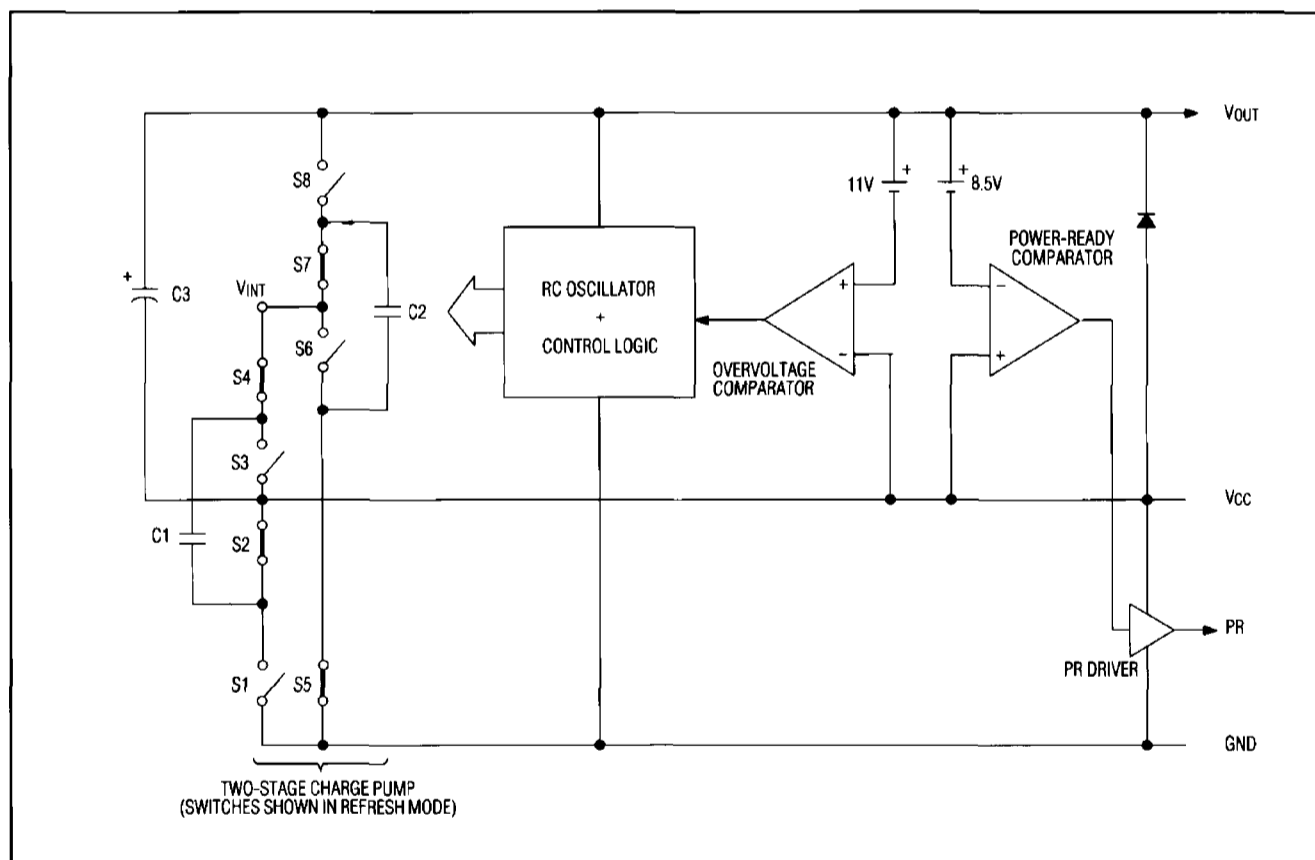 VOUT
S8
11V
+
+
8.5V
POWER-READY
COMPARATOR
S7
+
C3
VINT
C2
RC OSCILLATOR
+
CONTROL LOGIC
+
−
−
+
S6
OVERVOLTAGE
COMPARATOR
S4
S3
VCC
C1
S2
PR
PR DRIVER
S1
S5
GND
TWO-STAGE CHARGE PUMP
(SWITCHES SHOWN IN REFRESH MODE)